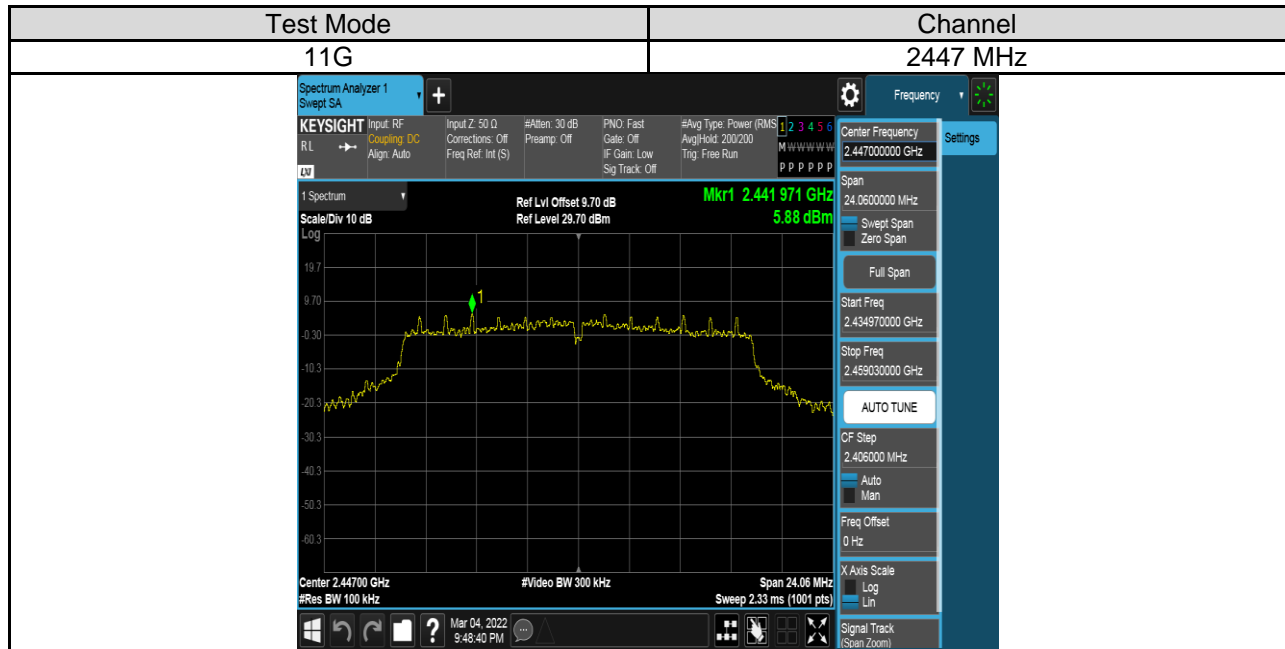 Test Mode Channel
11G 2447 MHz
Spectrum Analyzer 1
Swept SA
+
Frequency
KEYSIGHT
RL
LXI
Input: RF
Coupling: DC
Align: Auto
Input Z: 50 Ω
Corrections: Off
Freq Ref: Int (S)
#Atten: 30 dB
Preamp: Off
PNO: Fast
Gate: Off
IF Gain: Low
Sig Track: Off
#Avg Type: Power (RMS
Avg|Hold: 200/200
Trig: Free Run
1 2 3 4 5 6
M W W W W W
P P P P P P
1 Spectrum
Scale/Div 10 dB
Log
Ref Lvl Offset 9.70 dB
Ref Level 29.70 dBm
Mkr1 2.441 971 GHz
5.88 dBm
19.7
9.70
-0.30
-10.3
-20.3
-30.3
-40.3
-50.3
-60.3
1
Center 2.44700 GHz
#Res BW 100 kHz
#Video BW 300 kHz
Span 24.06 MHz
Sweep 2.33 ms (1001 pts)
?
Mar 04, 2022
9:48:40 PM
Center Frequency
2.447000000 GHz
Settings
Span
24.0600000 MHz
Swept Span
Zero Span
Full Span
Start Freq
2.434970000 GHz
Stop Freq
2.459030000 GHz
AUTO TUNE
CF Step
2.406000 MHz
Auto
Man
Freq Offset
0 Hz
X Axis Scale
Log
Lin
Signal Track
(Span Zoom)